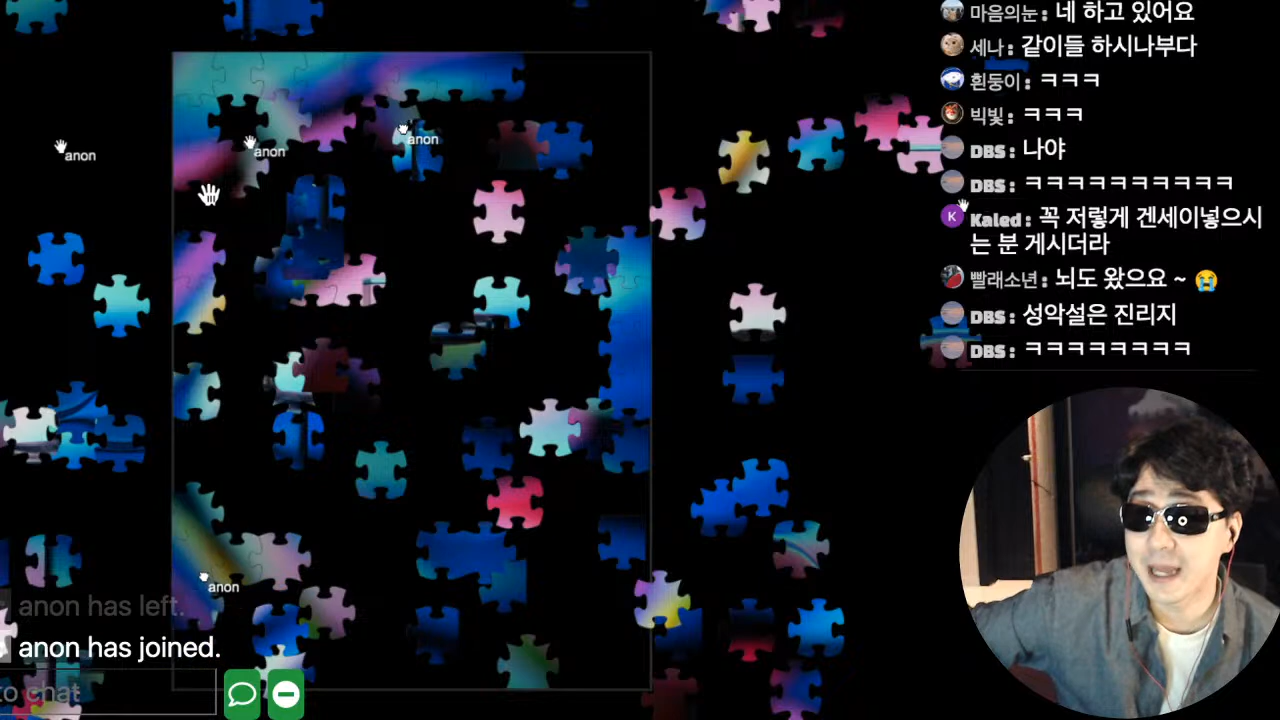 마음의눈 : 네 하고 있어요
세나 : 같이들 하시나부다
흰둥이 : ㅋㅋㅋ
빅빛 : ㅋㅋㅋ
DBS : 나야
DBS : ㅋㅋㅋㅋㅋㅋㅋㅋㅋㅋ
K Kaled : 꼭 저렇게 겐세이넣으시
는 분 계시더라
빨래소년 : 뇌도 왔으요 ~ 😭
DBS : 성악설은 진리지
DBS : ㅋㅋㅋㅋㅋㅋㅋㅋ
anon
anon
anon
anon
anon has left.
anon has joined.
to chat